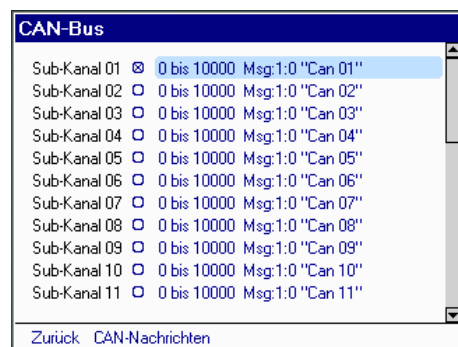 CAN-Bus
Sub-Kanal 01 0 bis 10000 Msg:1:0 "Can 01"
Sub-Kanal 02 0 bis 10000 Msg:1:0 "Can 02"
Sub-Kanal 03 0 bis 10000 Msg:1:0 "Can 03"
Sub-Kanal 04 0 bis 10000 Msg:1:0 "Can 04"
Sub-Kanal 05 0 bis 10000 Msg:1:0 "Can 05"
Sub-Kanal 06 0 bis 10000 Msg:1:0 "Can 06"
Sub-Kanal 07 0 bis 10000 Msg:1:0 "Can 07"
Sub-Kanal 08 0 bis 10000 Msg:1:0 "Can 08"
Sub-Kanal 09 0 bis 10000 Msg:1:0 "Can 09"
Sub-Kanal 10 0 bis 10000 Msg:1:0 "Can 10"
Sub-Kanal 11 0 bis 10000 Msg:1:0 "Can 11"
Zurück CAN-Nachrichten